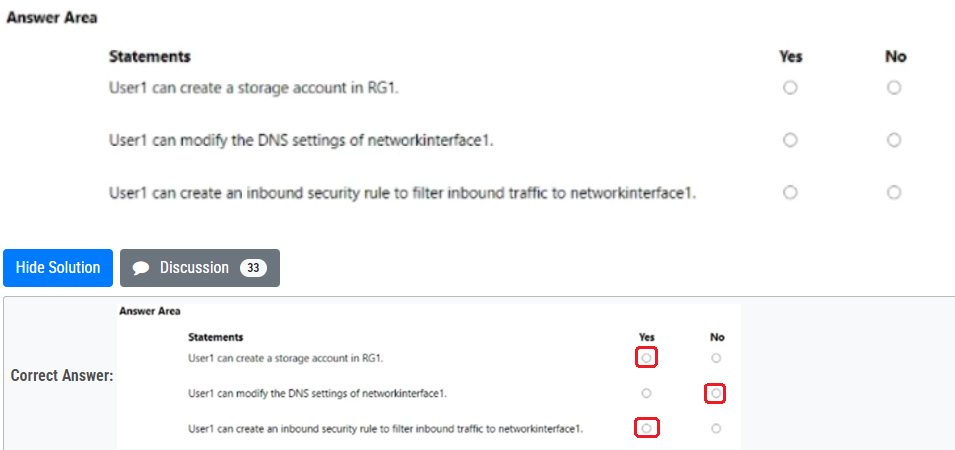 Answer Area
Statements Yes No
User1 can create a storage account in RG1.
User1 can modify the DNS settings of networkinterface1.
User1 can create an inbound security rule to filter inbound traffic to networkinterface1.
Hide Solution Discussion 33
Answer Area
Statements Yes No
User1 can create a storage account in RG1.
Correct Answer:
User1 can modify the DNS settings of networkinterface1.
User1 can create an inbound security rule to filter inbound traffic to networkinterface1.